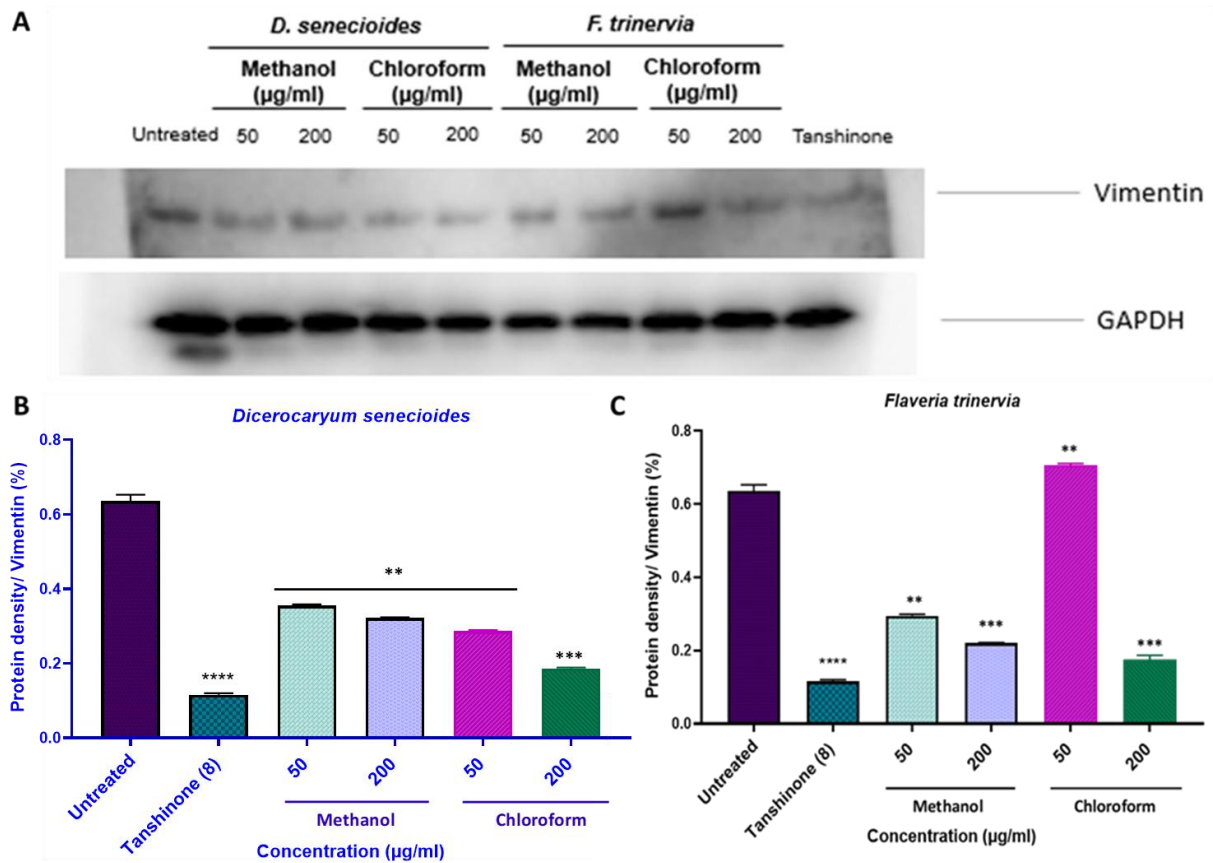 A
D. senecioides F. trinervia
Methanol Chloroform Methanol Chloroform
(µg/ml) (µg/ml) (µg/ml) (µg/ml)
Untreated 50 200 50 200 50 200 50 200 Tanshinone
Vimentin
GAPDH
B
Dicerocaryum senecioides
Protein density/ Vimentin (%)
0.8
0.6
0.4
0.2
0.0
**
****
***
Untreated
Tanshinone (8)
50
200
50
200
Methanol Chloroform
Concentration (µg/ml)
C
Flaveria trinervia
Protein density/ Vimentin (%)
0.8
0.6
0.4
0.2
0.0
****
**
***
**
***
Untreated
Tanshinone (8)
50
200
50
200
Methanol Chloroform
Concentration (µg/ml)